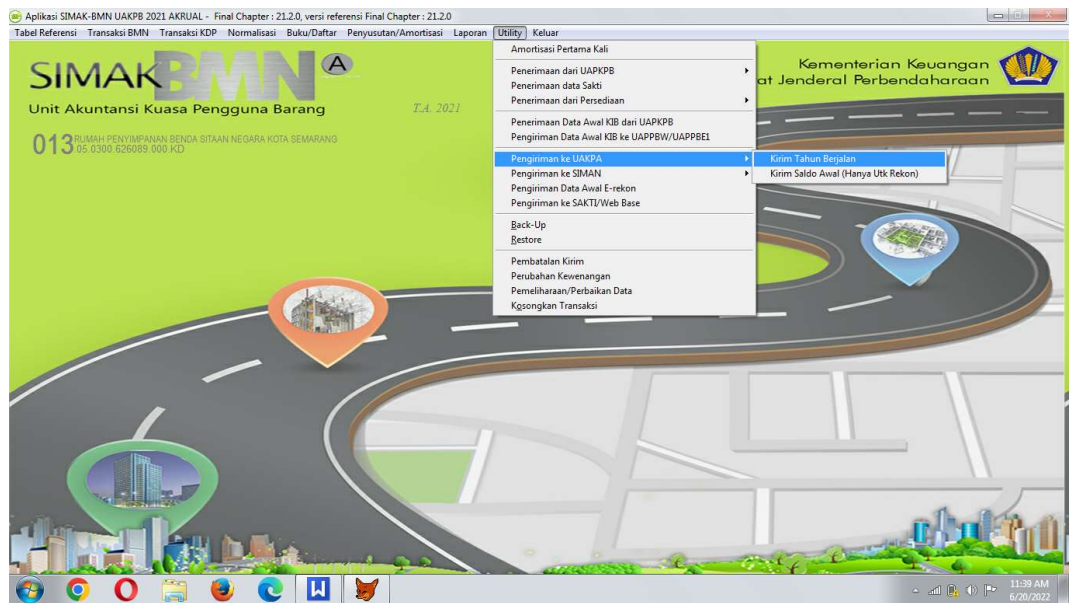 Aplikasi SIMAK-BMN UAKPB 2021 AKRUAL - Final Chapter : 21.2.0, versi referensi Final Chapter : 21.2.0
Tabel Referensi Transaksi BMN Transaksi KDP Normalisasi Buku/Daftar Penyusutan/Amortisasi Laporan Utility Keluar
SIMAK BMN A
Unit Akuntansi Kuasa Pengguna Barang
T.A. 2021
013 RUMAH PENYIMPANAN BENDA SITAAN NEGARA KOTA SEMARANG
05.0300.626089.000.KD
Kementerian Keuangan
at Jenderal Perbendaharaan
Amortisasi Pertama Kali
Penerimaan dari UAPKPB
Penerimaan data Sakti
Penerimaan dari Persediaan
Penerimaan Data Awal KIB dari UAPKPB
Pengiriman Data Awal KIB ke UAPPBW/UAPPBE1
Pengiriman ke UAKPA
Pengiriman ke SIMAN
Pengiriman Data Awal E-rekon
Pengiriman ke SAKTI/Web Base
Back-Up
Restore
Pembatalan Kirim
Perubahan Kewenangan
Pemeliharaan/Perbaikan Data
Kosongkan Transaksi
Kirim Tahun Berjalan
Kirim Saldo Awal (Hanya Utk Rekon)
11:39 AM
6/20/2022